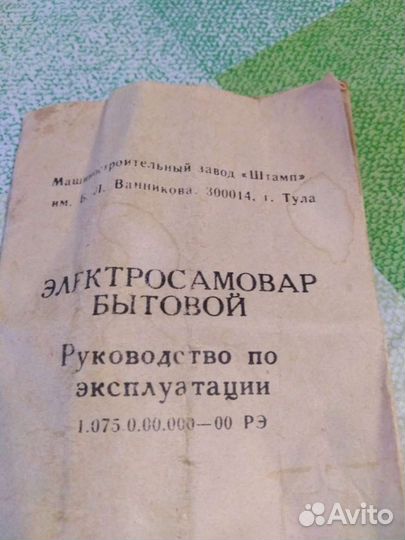 Машиностроительный завод «Штамп»
им. Б. Л. Ванникова. 300014, г. Тула
ЭЛЕКТРОСАМОВАР
БЫТОВОЙ
Руководство по
эксплуатации
1.075.0.00.000—00 РЭ
Avito